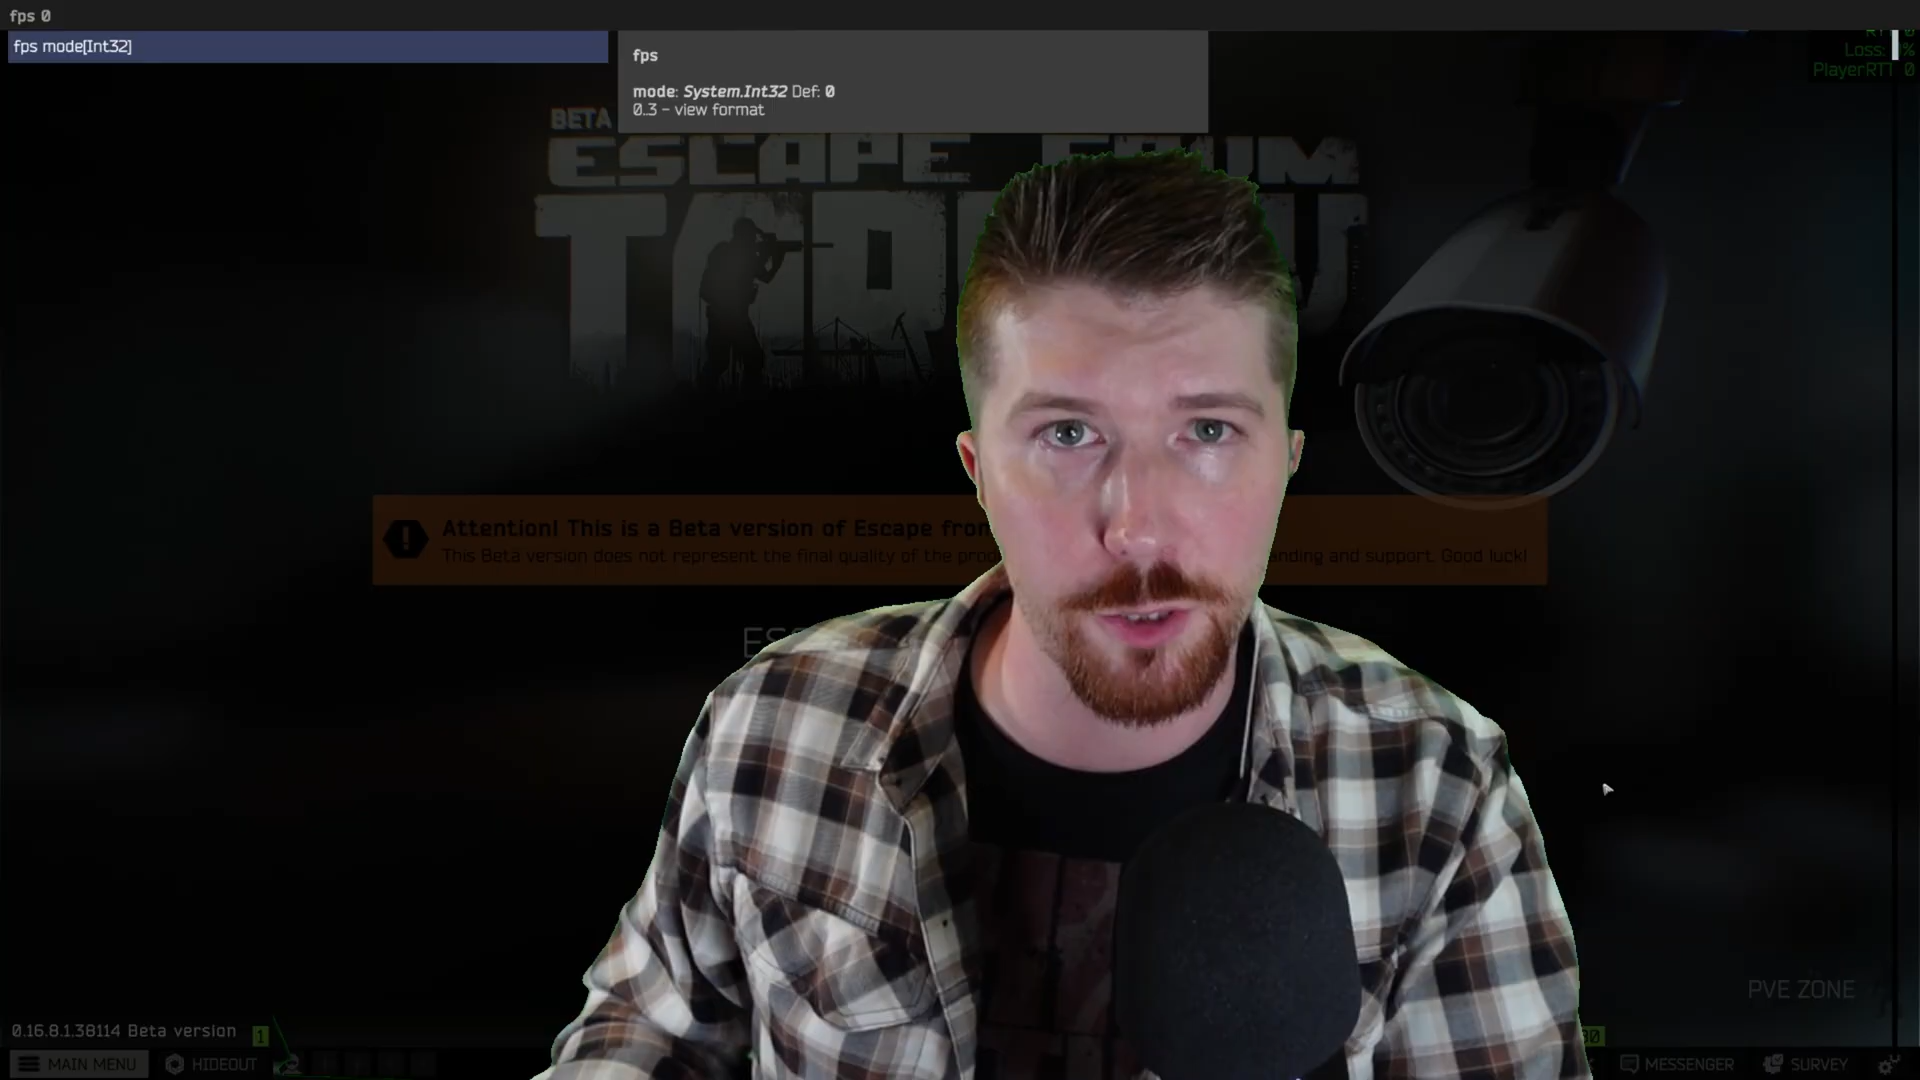 fps 0
fps mode[Int32]
fps
mode: System.Int32 Def: 0
0..3 - view format
Loss: %
PlayerRTT 0
BETA
ESCAPE FROM
Attention! This is a Beta version of Escape from
This Beta version does not represent the final quality of the
and support. Good luck!
PVE ZONE
0.16.8.1.38114 Beta version
1
MAIN MENU
HIDEOUT
MESSENGER
SURVEY